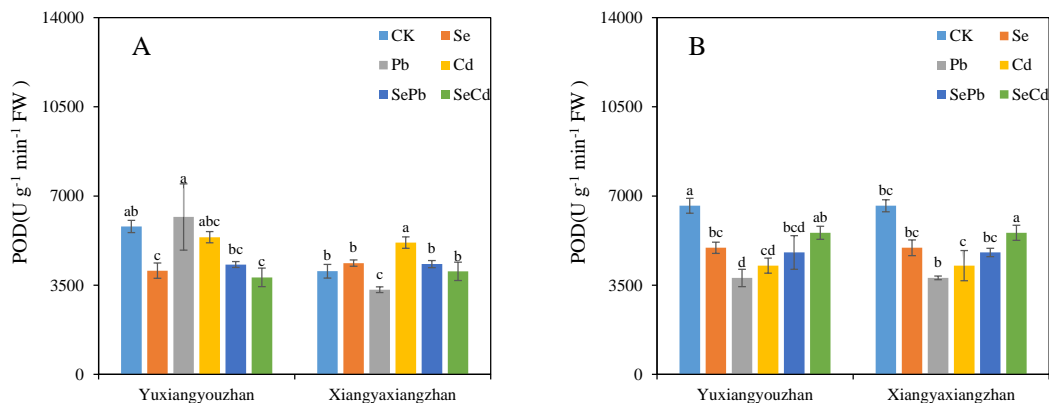 14000
10500
7000
3500
0
POD(U g⁻¹ min⁻¹ FW)
A
CK Se
Pb Cd
SePb SeCd
ab c a abc bc c
b b c a b b
Yuxiangyouzhan Xiangyaxiangzhan
14000
10500
7000
3500
0
POD(U g⁻¹ min⁻¹ FW)
B
CK Se
Pb Cd
SePb SeCd
a bc d cd bcd ab
bc bc b c bc a
Yuxiangyouzhan Xiangyaxiangzhan